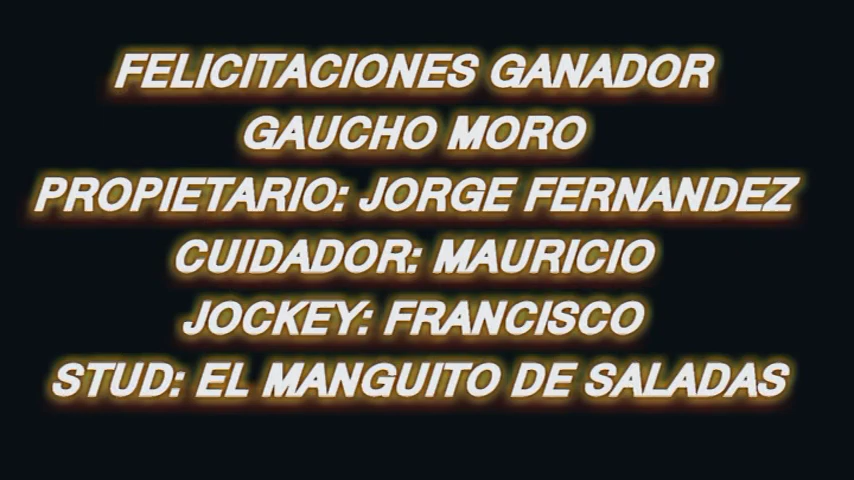 FELICITACIONES GANADOR
GAUCHO MORO
PROPIETARIO: JORGE FERNANDEZ
CUIDADOR: MAURICIO
JOCKEY: FRANCISCO
STUD: EL MANGUITO DE SALADAS